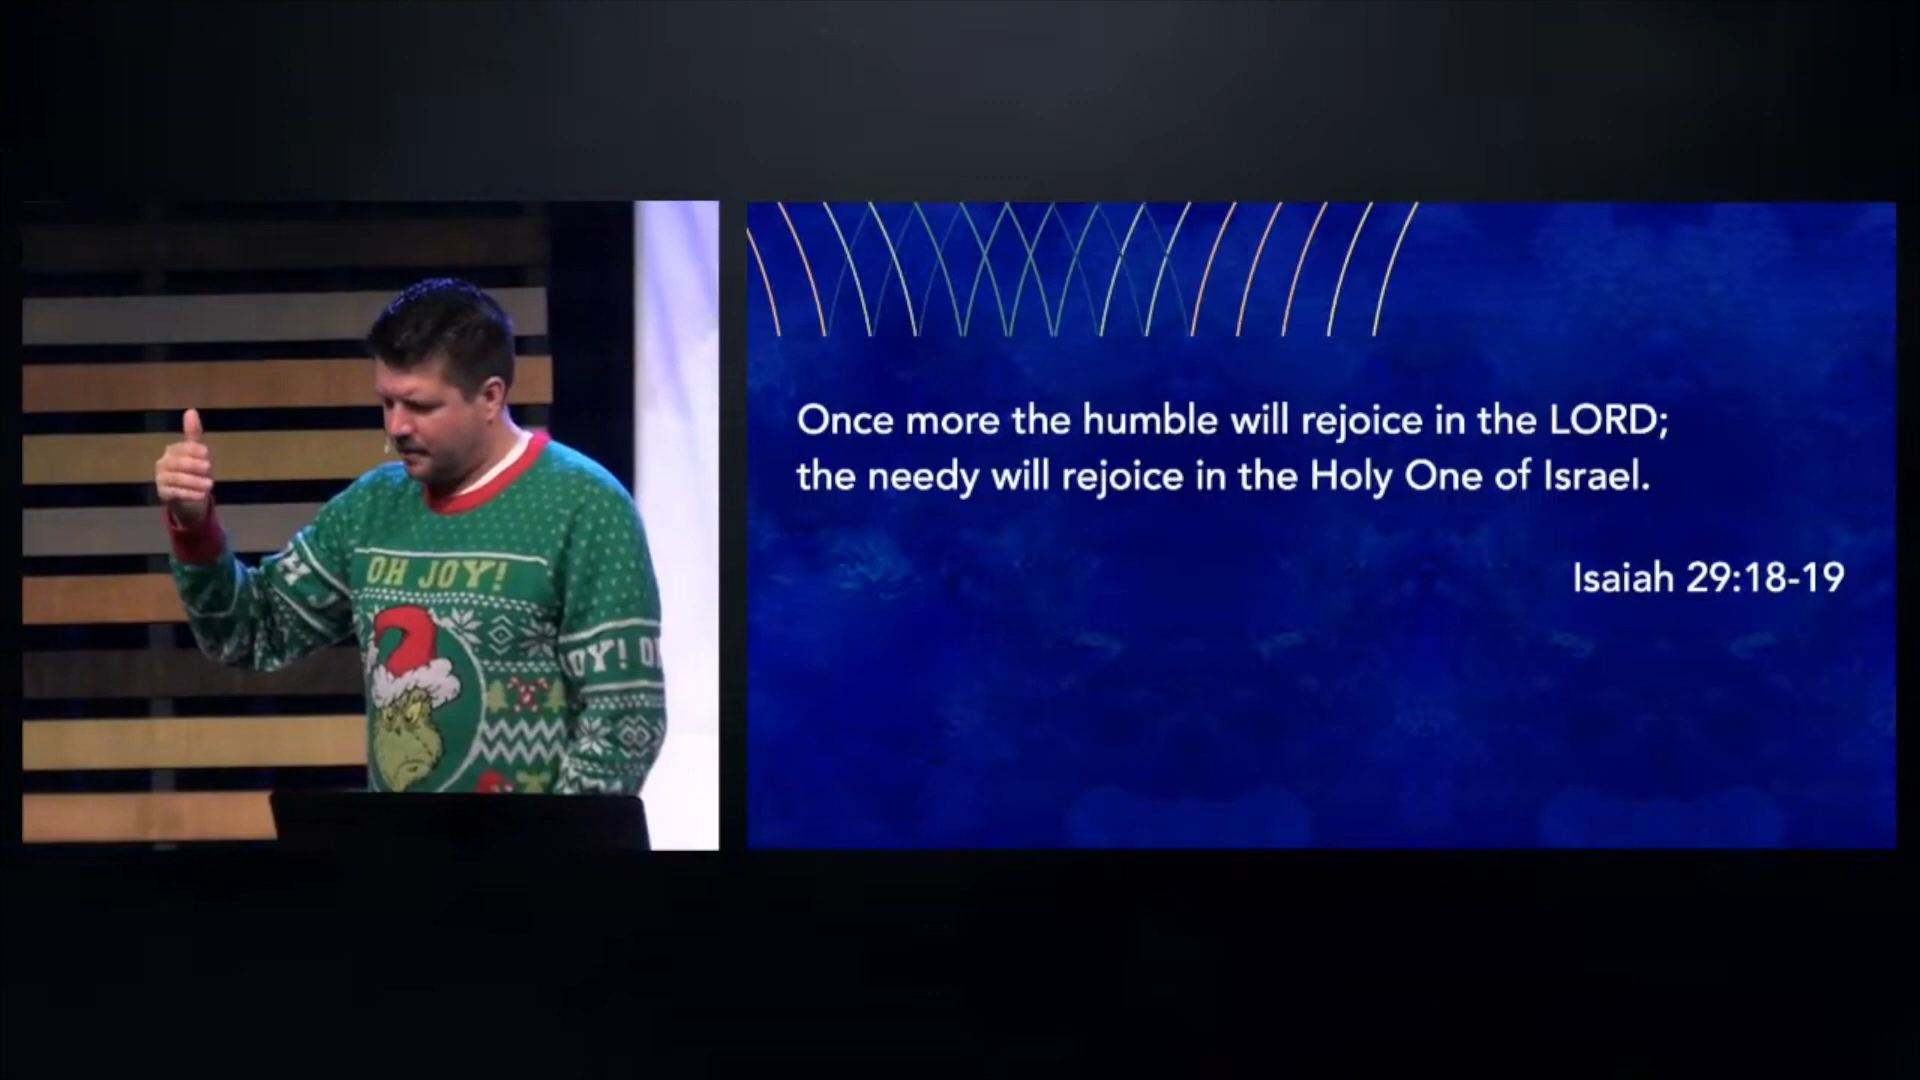 OH JOY!
OY! O
Once more the humble will rejoice in the LORD;
the needy will rejoice in the Holy One of Israel.
Isaiah 29:18-19